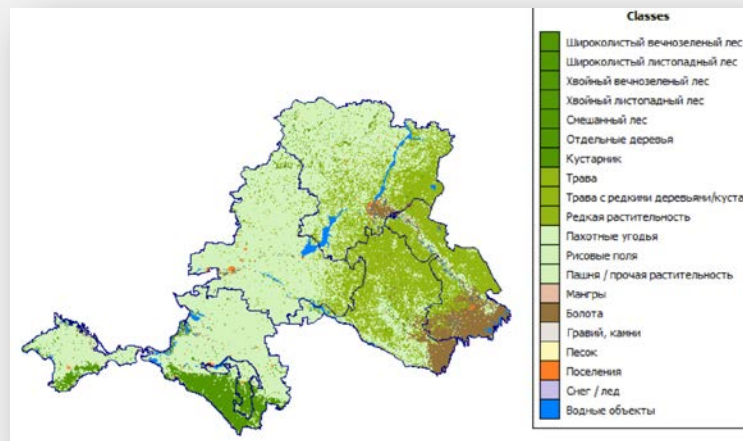 Classes
Широколистый вечнозеленый лес
Широколистый листопадный лес
Хвойный вечнозеленый лес
Хвойный листопадный лес
Смешанный лес
Отдельные деревья
Кустарник
Трава
Трава с редкими деревьями/куста
Редкая растительность
Пахотные угодья
Рисовые поля
Пашня / прочая растительность
Мангры
Болота
Гравий, камни
Песок
Поселения
Снег / лед
Водные объекты